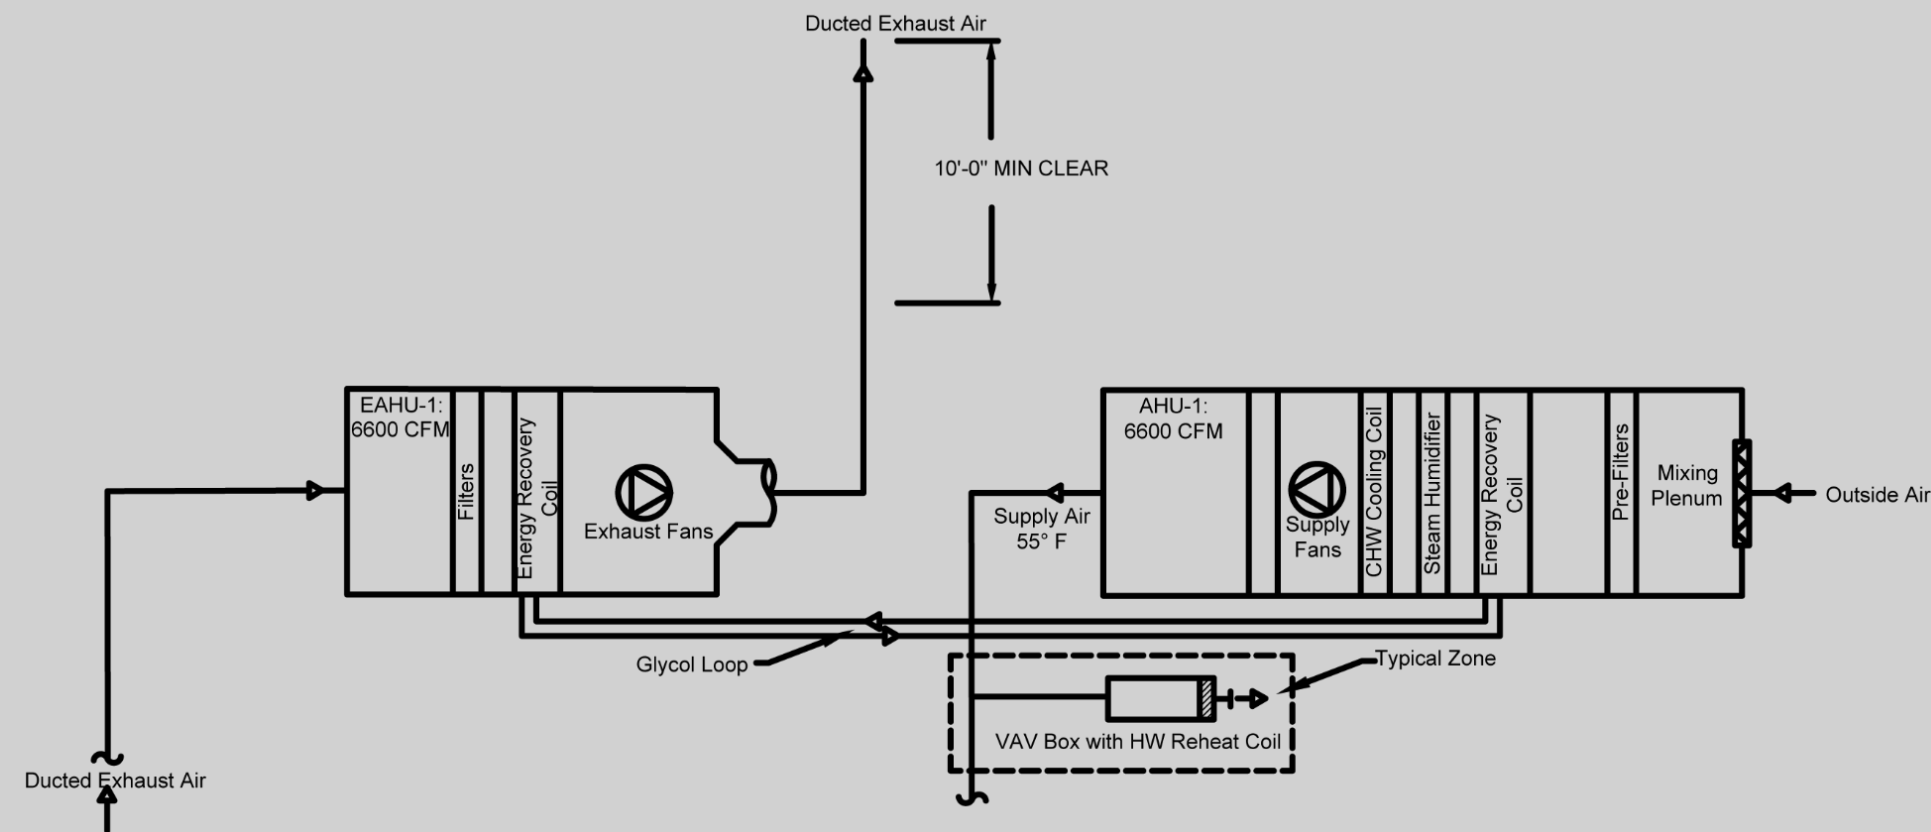 Ducted Exhaust Air
10'-0" MIN CLEAR
EAHU-1:
6600 CFM
Filters
Energy Recovery
Coil
Exhaust Fans
AHU-1:
6600 CFM
Supply
Fans
CHW Cooling Coil
Steam Humidifier
Energy Recovery
Coil
Pre-Filters
Mixing
Plenum
Outside Air
Supply Air
55° F
Glycol Loop
Typical Zone
VAV Box with HW Reheat Coil
Ducted Exhaust Air